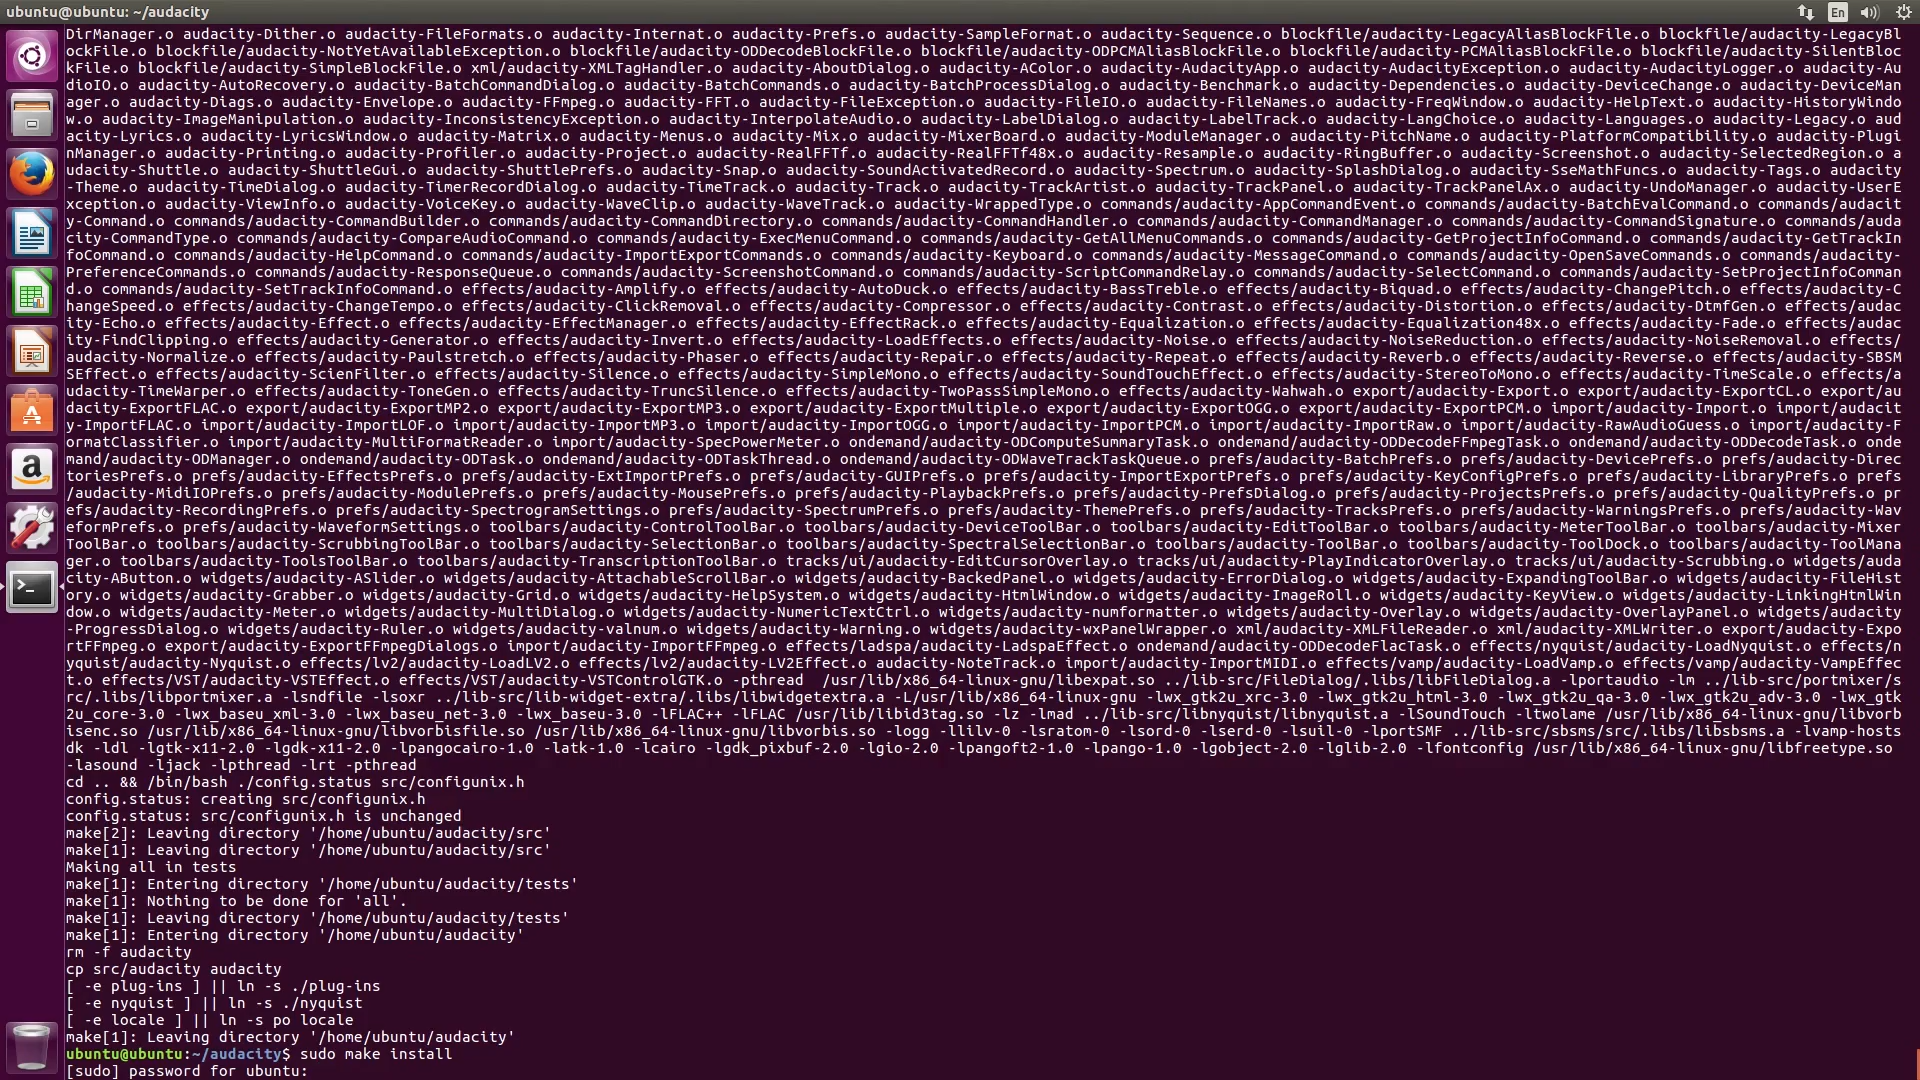 ubuntu@ubuntu: ~/audacity
En
DirManager.o audacity-Dither.o audacity-FileFormats.o audacity-Internat.o audacity-Prefs.o audacity-SampleFormat.o audacity-Sequence.o blockfile/audacity-LegacyAliasBlockFile.o blockfile/audacity-LegacyBl
ockFile.o blockfile/audacity-NotYetAvailableException.o blockfile/audacity-ODDecodeBlockFile.o blockfile/audacity-ODPCMAliasBlockFile.o blockfile/audacity-PCMAliasBlockFile.o blockfile/audacity-SilentBloc
kFile.o blockfile/audacity-SimpleBlockFile.o xml/audacity-XMLTagHandler.o audacity-AboutDialog.o audacity-AColor.o audacity-AudacityApp.o audacity-AudacityException.o audacity-AudacityLogger.o audacity-Au
dioIO.o audacity-AutoRecovery.o audacity-BatchCommandDialog.o audacity-BatchCommands.o audacity-BatchProcessDialog.o audacity-Benchmark.o audacity-Dependencies.o audacity-DeviceChange.o audacity-DeviceMan
ager.o audacity-Diags.o audacity-Envelope.o audacity-FFmpeg.o audacity-FFT.o audacity-FileException.o audacity-FileIO.o audacity-FileNames.o audacity-FreqWindow.o audacity-HelpText.o audacity-HistoryWindo
w.o audacity-ImageManipulation.o audacity-InconsistencyException.o audacity-InterpolateAudio.o audacity-LabelDialog.o audacity-LabelTrack.o audacity-LangChoice.o audacity-Languages.o audacity-Legacy.o aud
acity-Lyrics.o audacity-LyricsWindow.o audacity-Matrix.o audacity-Menus.o audacity-Mix.o audacity-MixerBoard.o audacity-ModuleManager.o audacity-PitchName.o audacity-PlatformCompatibility.o audacity-Plugi
nManager.o audacity-Printing.o audacity-Profiler.o audacity-Project.o audacity-RealFFTf.o audacity-RealFFTf48x.o audacity-Resample.o audacity-RingBuffer.o audacity-Screenshot.o audacity-SelectedRegion.o a
udacity-Shuttle.o audacity-ShuttleGui.o audacity-ShuttlePrefs.o audacity-Snap.o audacity-SoundActivatedRecord.o audacity-Spectrum.o audacity-SplashDialog.o audacity-SseMathFuncs.o audacity-Tags.o audacity
-Theme.o audacity-TimeDialog.o audacity-TimerRecordDialog.o audacity-TimeTrack.o audacity-Track.o audacity-TrackArtist.o audacity-TrackPanel.o audacity-TrackPanelAx.o audacity-UndoManager.o audacity-UserE
xception.o audacity-ViewInfo.o audacity-VoiceKey.o audacity-WaveClip.o audacity-WaveTrack.o audacity-WrappedType.o commands/audacity-AppCommandEvent.o commands/audacity-BatchEvalCommand.o commands/audacit
y-Command.o commands/audacity-CommandBuilder.o commands/audacity-CommandDirectory.o commands/audacity-CommandHandler.o commands/audacity-CommandManager.o commands/audacity-CommandSignature.o commands/auda
city-CommandType.o commands/audacity-CompareAudioCommand.o commands/audacity-ExecMenuCommand.o commands/audacity-GetAllMenuCommands.o commands/audacity-GetProjectInfoCommand.o commands/audacity-GetTrackIn
foCommand.o commands/audacity-HelpCommand.o commands/audacity-ImportExportCommands.o commands/audacity-Keyboard.o commands/audacity-MessageCommand.o commands/audacity-OpenSaveCommands.o commands/audacity-
PreferenceCommands.o commands/audacity-ResponseQueue.o commands/audacity-ScreenshotCommand.o commands/audacity-ScriptCommandRelay.o commands/audacity-SelectCommand.o commands/audacity-SetProjectInfoComman
d.o commands/audacity-SetTrackInfoCommand.o effects/audacity-Amplify.o effects/audacity-AutoDuck.o effects/audacity-BassTreble.o effects/audacity-Biquad.o effects/audacity-ChangePitch.o effects/audacity-C
hangeSpeed.o effects/audacity-ChangeTempo.o effects/audacity-ClickRemoval.o effects/audacity-Compressor.o effects/audacity-Contrast.o effects/audacity-Distortion.o effects/audacity-DtmfGen.o effects/audac
ity-Echo.o effects/audacity-Effect.o effects/audacity-EffectManager.o effects/audacity-EffectRack.o effects/audacity-Equalization.o effects/audacity-Equalization48x.o effects/audacity-Fade.o effects/audac
ity-FindClipping.o effects/audacity-Generator.o effects/audacity-Invert.o effects/audacity-LoadEffects.o effects/audacity-Noise.o effects/audacity-NoiseReduction.o effects/audacity-NoiseRemoval.o effects/
audacity-Normalize.o effects/audacity-Paulstretch.o effects/audacity-Phaser.o effects/audacity-Repair.o effects/audacity-Repeat.o effects/audacity-Reverb.o effects/audacity-Reverse.o effects/audacity-SBSM
SEffect.o effects/audacity-ScienFilter.o effects/audacity-Silence.o effects/audacity-SimpleMono.o effects/audacity-SoundTouchEffect.o effects/audacity-StereoToMono.o effects/audacity-TimeScale.o effects/a
udacity-TimeWarper.o effects/audacity-ToneGen.o effects/audacity-TruncSilence.o effects/audacity-TwoPassSimpleMono.o effects/audacity-Wahwah.o export/audacity-Export.o export/audacity-ExportCL.o export/au
dacity-ExportFLAC.o export/audacity-ExportMP2.o export/audacity-ExportMP3.o export/audacity-ExportMultiple.o export/audacity-ExportOGG.o export/audacity-ExportPCM.o import/audacity-Import.o import/audacit
y-ImportFLAC.o import/audacity-ImportLOF.o import/audacity-ImportMP3.o import/audacity-ImportOGG.o import/audacity-ImportPCM.o import/audacity-ImportRaw.o import/audacity-RawAudioGuess.o import/audacity-F
ormatClassifier.o import/audacity-MultiFormatReader.o import/audacity-SpecPowerMeter.o ondemand/audacity-ODComputeSummaryTask.o ondemand/audacity-ODDecodeFFmpegTask.o ondemand/audacity-ODDecodeTask.o onde
mand/audacity-ODManager.o ondemand/audacity-ODTask.o ondemand/audacity-ODTaskThread.o ondemand/audacity-ODWaveTrackTaskQueue.o prefs/audacity-BatchPrefs.o prefs/audacity-DevicePrefs.o prefs/audacity-Direc
toriesPrefs.o prefs/audacity-EffectsPrefs.o prefs/audacity-ExtImportPrefs.o prefs/audacity-GUIPrefs.o prefs/audacity-ImportExportPrefs.o prefs/audacity-KeyConfigPrefs.o prefs/audacity-LibraryPrefs.o prefs
/audacity-MidiIOPrefs.o prefs/audacity-ModulePrefs.o prefs/audacity-MousePrefs.o prefs/audacity-PlaybackPrefs.o prefs/audacity-PrefsDialog.o prefs/audacity-ProjectsPrefs.o prefs/audacity-QualityPrefs.o pr
efs/audacity-RecordingPrefs.o prefs/audacity-SpectrogramSettings.o prefs/audacity-SpectrumPrefs.o prefs/audacity-ThemePrefs.o prefs/audacity-TracksPrefs.o prefs/audacity-WarningsPrefs.o prefs/audacity-Wav
eformPrefs.o prefs/audacity-WaveformSettings.o toolbars/audacity-ControlToolBar.o toolbars/audacity-DeviceToolBar.o toolbars/audacity-EditToolBar.o toolbars/audacity-MeterToolBar.o toolbars/audacity-Mixer
ToolBar.o toolbars/audacity-ScrubbingToolBar.o toolbars/audacity-SelectionBar.o toolbars/audacity-SpectralSelectionBar.o toolbars/audacity-ToolBar.o toolbars/audacity-ToolDock.o toolbars/audacity-ToolMana
ger.o toolbars/audacity-ToolsToolBar.o toolbars/audacity-TranscriptionToolBar.o tracks/ui/audacity-EditCursorOverlay.o tracks/ui/audacity-PlayIndicatorOverlay.o tracks/ui/audacity-Scrubbing.o widgets/auda
city-AButton.o widgets/audacity-ASlider.o widgets/audacity-AttachableScrollBar.o widgets/audacity-BackedPanel.o widgets/audacity-ErrorDialog.o widgets/audacity-ExpandingToolBar.o widgets/audacity-FileHist
ory.o widgets/audacity-Grabber.o widgets/audacity-Grid.o widgets/audacity-HelpSystem.o widgets/audacity-HtmlWindow.o widgets/audacity-ImageRoll.o widgets/audacity-KeyView.o widgets/audacity-LinkingHtmlWin
dow.o widgets/audacity-Meter.o widgets/audacity-MultiDialog.o widgets/audacity-NumericTextCtrl.o widgets/audacity-numformatter.o widgets/audacity-Overlay.o widgets/audacity-OverlayPanel.o widgets/audacity
-ProgressDialog.o widgets/audacity-Ruler.o widgets/audacity-valnum.o widgets/audacity-Warning.o widgets/audacity-wxPanelWrapper.o xml/audacity-XMLFileReader.o xml/audacity-XMLWriter.o export/audacity-Expo
rtFFmpeg.o export/audacity-ExportFFmpegDialogs.o import/audacity-ImportFFmpeg.o effects/ladspa/audacity-LadspaEffect.o ondemand/audacity-ODDecodeFlacTask.o effects/nyquist/audacity-LoadNyquist.o effects/n
yquist/audacity-Nyquist.o effects/lv2/audacity-LoadLV2.o effects/lv2/audacity-LV2Effect.o audacity-NoteTrack.o import/audacity-ImportMIDI.o effects/vamp/audacity-LoadVamp.o effects/vamp/audacity-VampEffec
t.o effects/VST/audacity-VSTEffect.o effects/VST/audacity-VSTControlGTK.o -pthread  /usr/lib/x86_64-linux-gnu/libexpat.so ../lib-src/FileDialog/.libs/libFileDialog.a -lportaudio -lm ../lib-src/portmixer/s
rc/.libs/libportmixer.a -lsndfile -lsoxr ../lib-src/lib-widget-extra/.libs/libwidgetextra.a -L/usr/lib/x86_64-linux-gnu -lwx_gtk2u_xrc-3.0 -lwx_gtk2u_html-3.0 -lwx_gtk2u_qa-3.0 -lwx_gtk2u_adv-3.0 -lwx_gtk
2u_core-3.0 -lwx_baseu_xml-3.0 -lwx_baseu_net-3.0 -lwx_baseu-3.0 -lFLAC++ -lFLAC /usr/lib/libid3tag.so -lz -lmad ../lib-src/libnyquist/libnyquist.a -lSoundTouch -ltwolame /usr/lib/x86_64-linux-gnu/libvorb
isenc.so /usr/lib/x86_64-linux-gnu/libvorbisfile.so /usr/lib/x86_64-linux-gnu/libvorbis.so -logg -llilv-0 -lsratom-0 -lsord-0 -lserd-0 -lsuil-0 -lportSMF ../lib-src/sbsms/src/.libs/libsbsms.a -lvamp-hosts
dk -ldl -lgtk-x11-2.0 -lgdk-x11-2.0 -lpangocairo-1.0 -latk-1.0 -lcairo -lgdk_pixbuf-2.0 -lgio-2.0 -lpangoft2-1.0 -lpango-1.0 -lgobject-2.0 -lglib-2.0 -lfontconfig /usr/lib/x86_64-linux-gnu/libfreetype.so
-lasound -ljack -lpthread -lrt -pthread
cd .. && /bin/bash ./config.status src/configunix.h
config.status: creating src/configunix.h
config.status: src/configunix.h is unchanged
make[2]: Leaving directory '/home/ubuntu/audacity/src'
make[1]: Leaving directory '/home/ubuntu/audacity/src'
Making all in tests
make[1]: Entering directory '/home/ubuntu/audacity/tests'
make[1]: Nothing to be done for 'all'.
make[1]: Leaving directory '/home/ubuntu/audacity/tests'
make[1]: Entering directory '/home/ubuntu/audacity'
rm -f audacity
cp src/audacity audacity
[ -e plug-ins ] || ln -s ./plug-ins
[ -e nyquist ] || ln -s ./nyquist
[ -e locale ] || ln -s po locale
make[1]: Leaving directory '/home/ubuntu/audacity'
ubuntu@ubuntu:~/audacity$ sudo make install
[sudo] password for ubuntu: